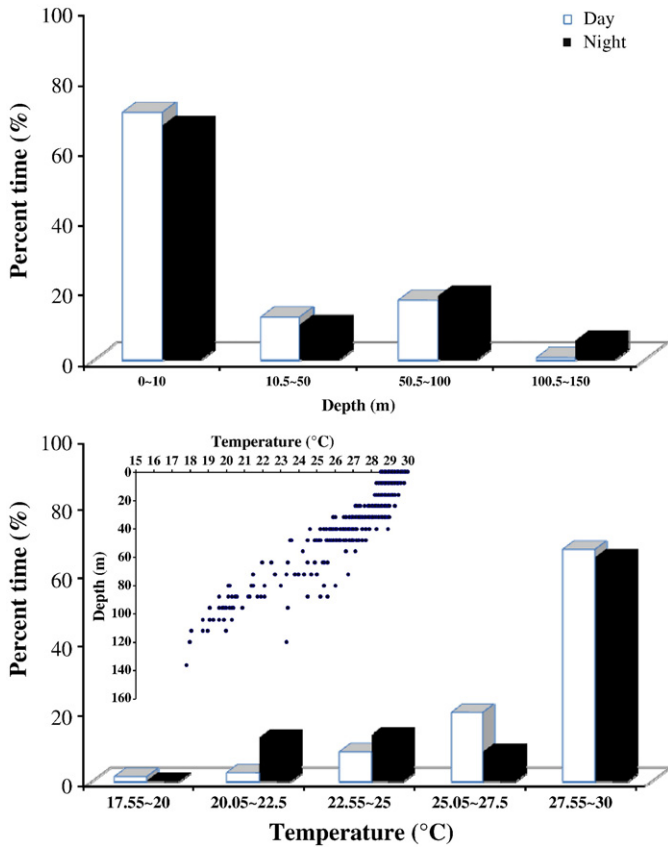 100
Day
Night
80
60
40
20
0
Percent time (%)
0~10 10.5~50 50.5~100 100.5~150
Depth (m)
100
80
60
40
20
0
Percent time (%)
Temperature (°C)
15 16 17 18 19 20 21 22 23 24 25 26 27 28 29 30
0
20
40
60
80
100
120
140
160
Depth (m)
17.55~20 20.05~22.5 22.55~25 25.05~27.5 27.55~30
Temperature (°C)